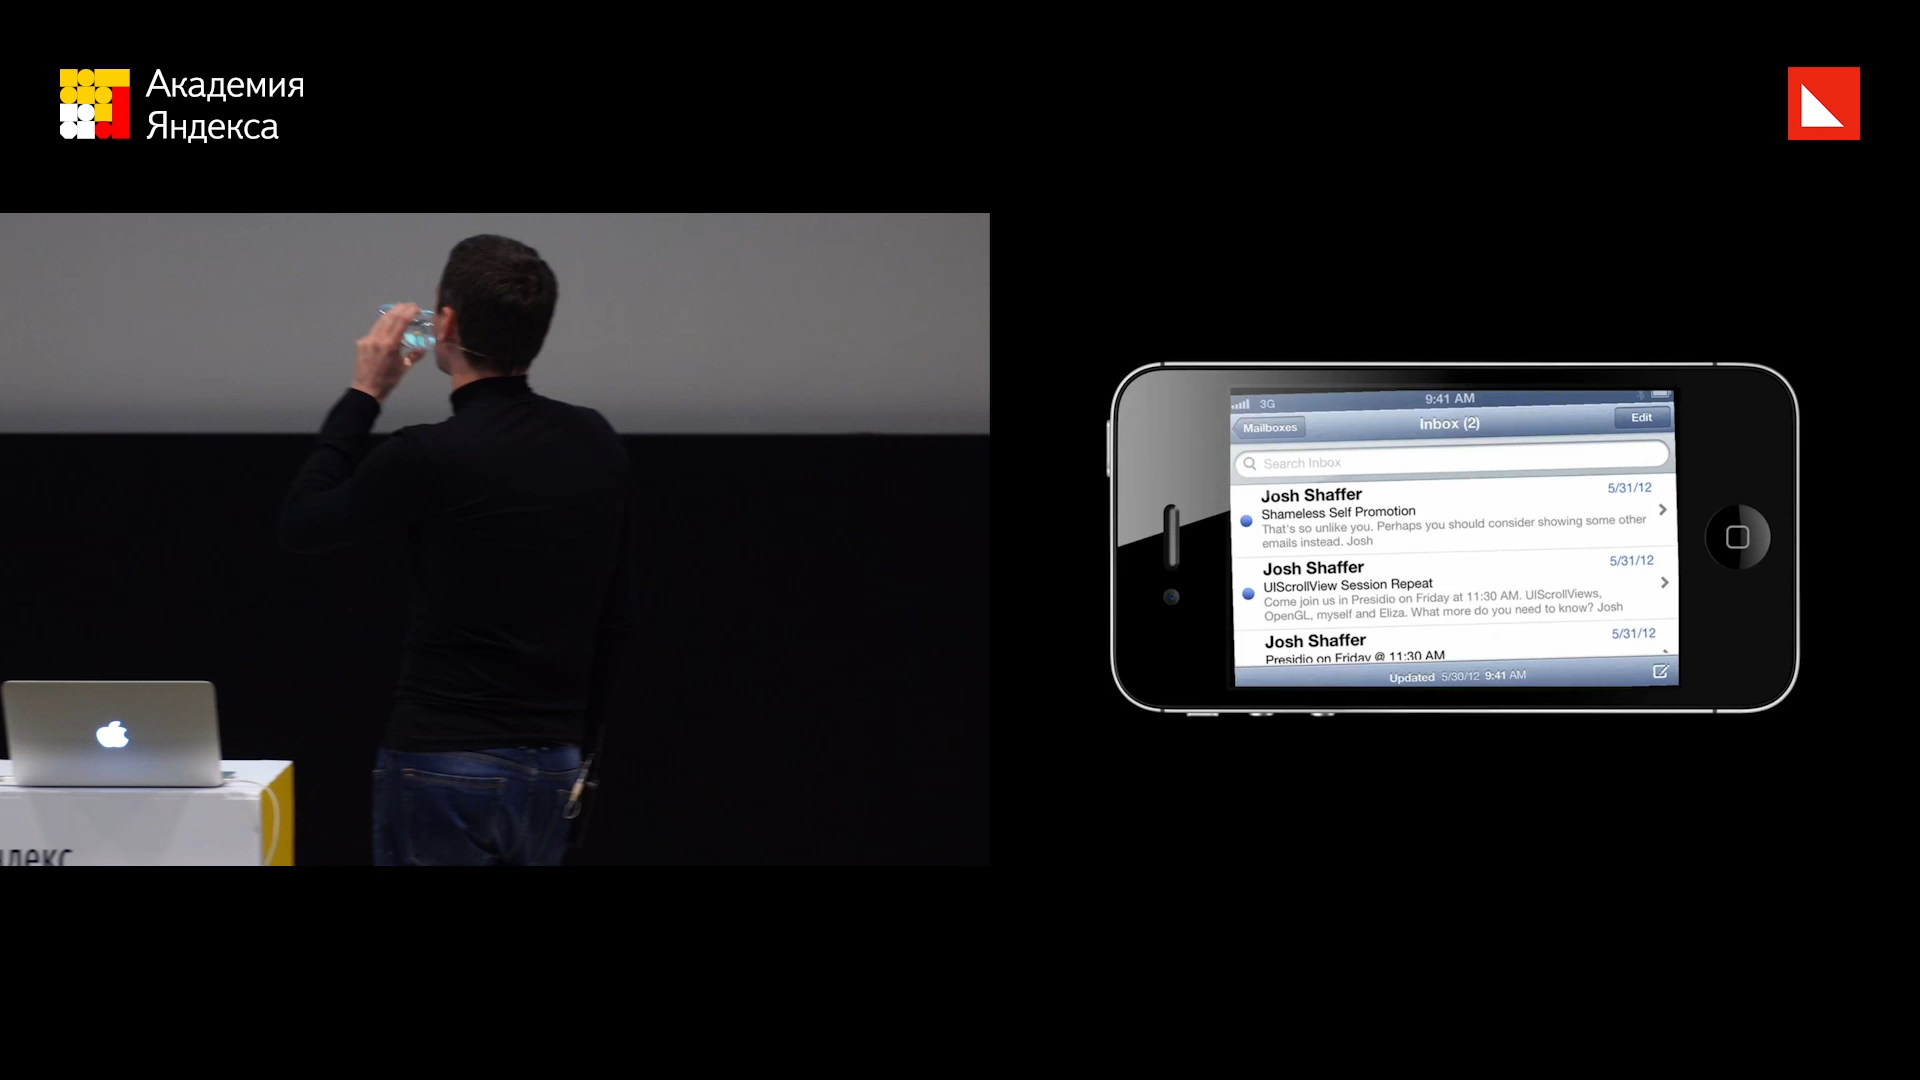 Академия
Яндекса
3G
9:41 AM
Mailboxes
Inbox (2)
Edit
Search Inbox
Josh Shaffer
5/31/12
Shameless Self Promotion
That's so unlike you. Perhaps you should consider showing some other
emails instead. Josh
Josh Shaffer
5/31/12
UIScrollView Session Repeat
Come join us in Presidio on Friday at 11:30 AM. UIScrollViews,
OpenGL, myself and Eliza. What more do you need to know? Josh
Josh Shaffer
5/31/12
Presidio on Friday @ 11:30 AM
Updated 5/30/12 9:41 AM
декс